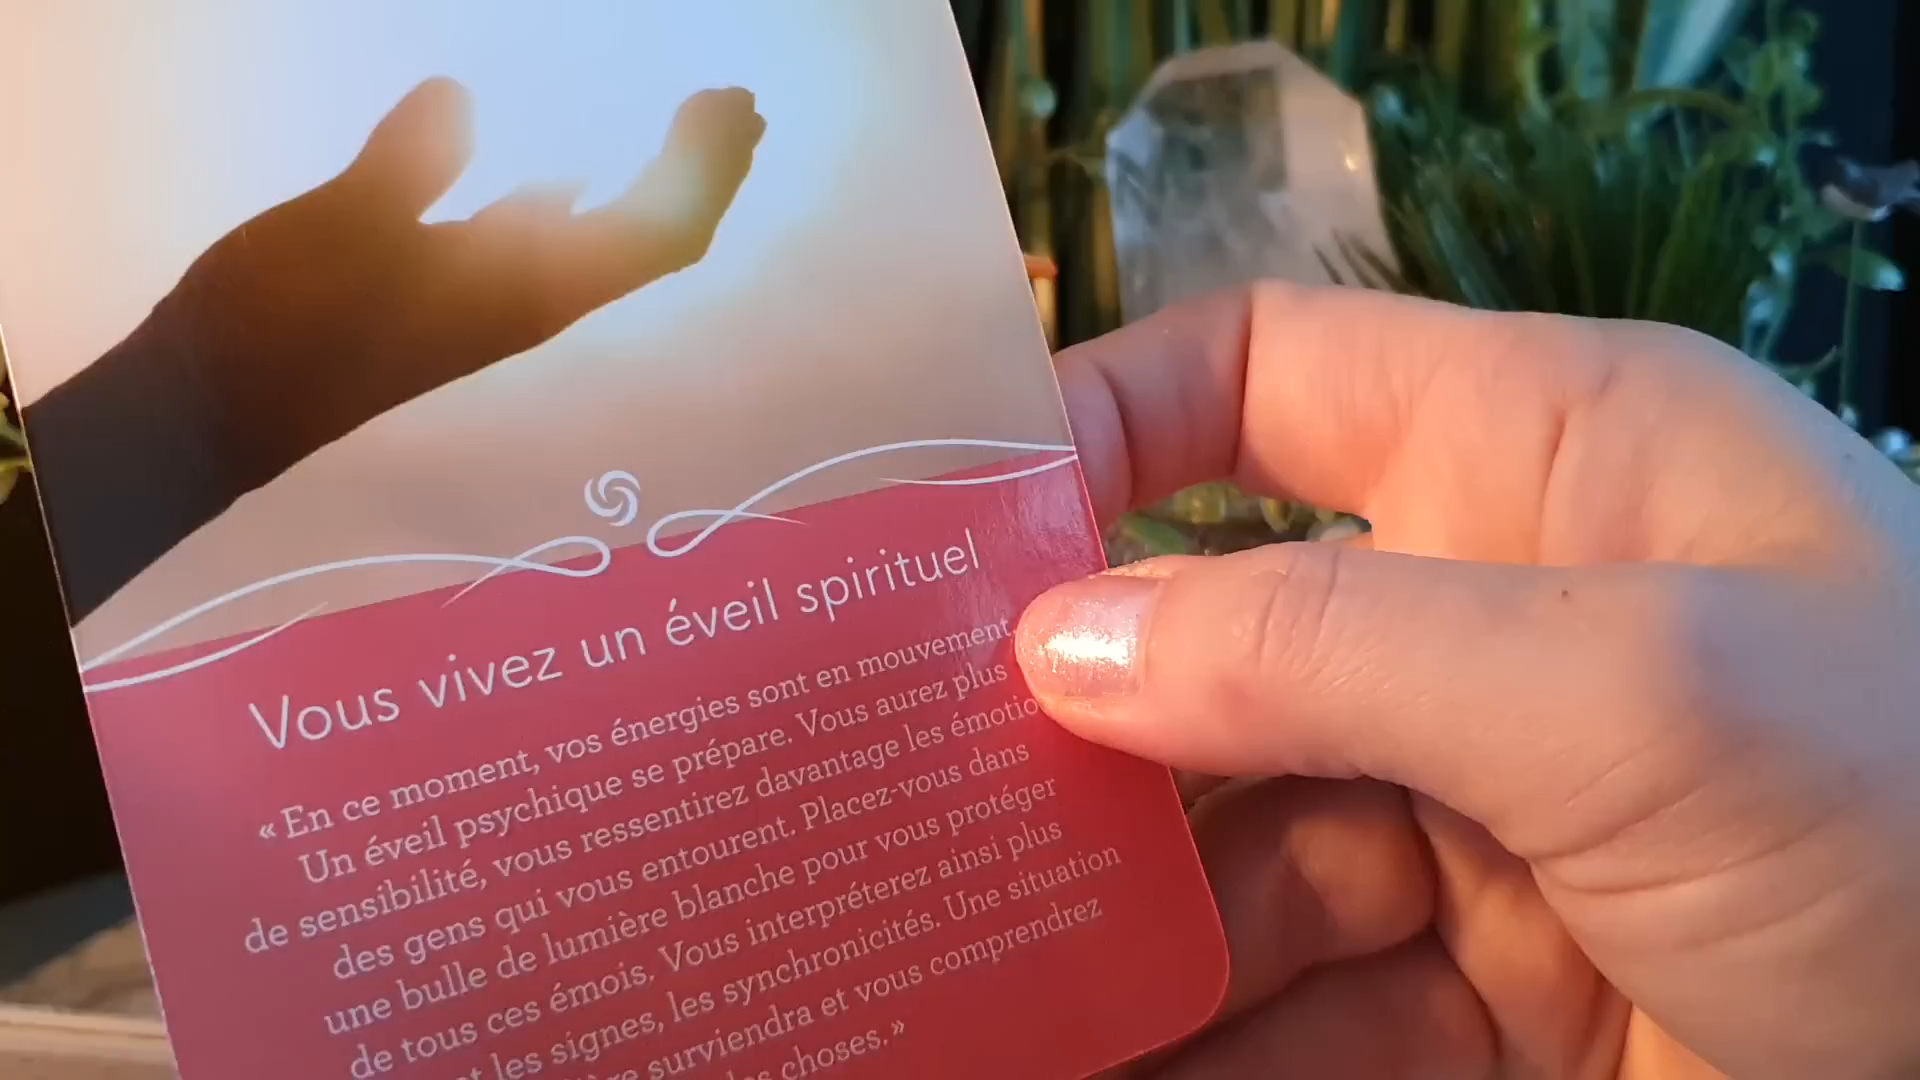 Vous vivez un éveil spirituel
« En ce moment, vos énergies sont en mouvement.
Un éveil psychique se prépare. Vous aurez plus
de sensibilité, vous ressentirez davantage les
des gens qui vous entourent. Placez-vous dans
une bulle de lumière blanche pour vous protéger
de tous ces émois. Vous interpréterez ainsi plus
les signes, les synchronicités. Une situation
surviendra et vous comprendrez
choses. »